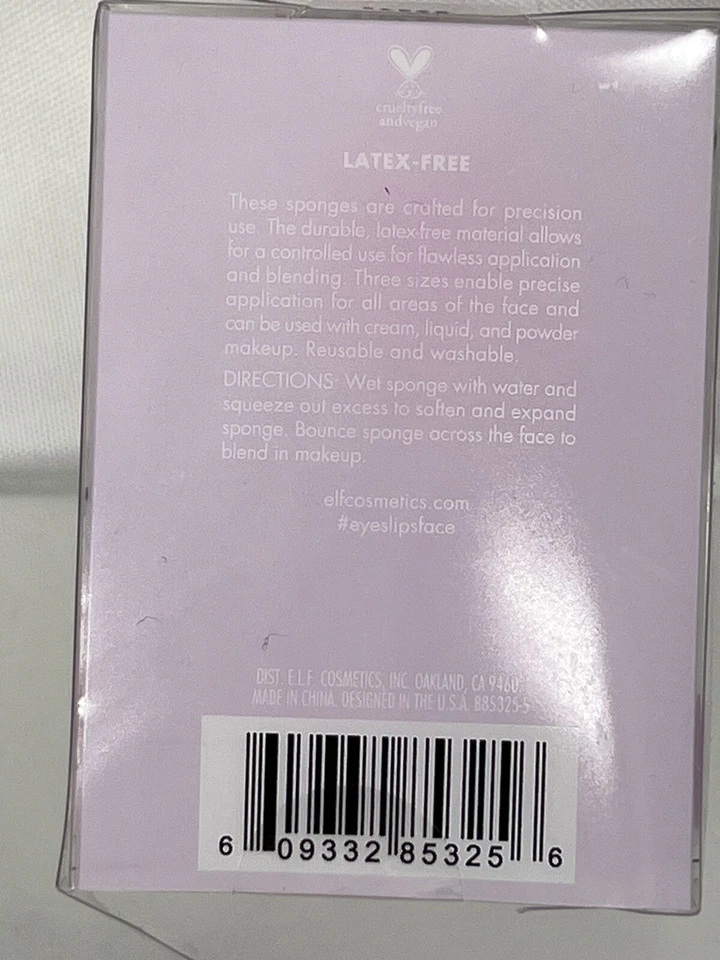 crueltyfree
andvegan
LATEX-FREE
These sponges are crafted for precision
use. The durable, latex-free material allows
for a controlled use for flawless application
and blending. Three sizes enable precise
application for all areas of the face and
can be used with cream, liquid, and powder
makeup. Reusable and washable.
DIRECTIONS: Wet sponge with water and
squeeze out excess to soften and expand
sponge. Bounce sponge across the face to
blend in makeup.
elfcosmetics.com
#eyeslipsface
DIST. E.L.F. COSMETICS, INC. OAKLAND, CA
MADE IN CHINA. DESIGNED IN THE U.S.A.
6 09332 85325 6